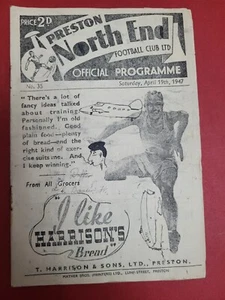 PRICE 2D
PRESTON
North End
FOOTBALL CLUB LTD
OFFICIAL PROGRAMME
No. 35
Saturday, April 19th, 1947
"There's a lot of
fancy ideas talked
about training.
Personally I'm old
fashioned. Good
plain food—plenty
of bread—and the
right kind of exer-
cise suits me. And
I keep winning."
From All Grocers
"I like
HARRISON'S
Bread"
T. HARRISON & SONS, LTD., PRESTON.